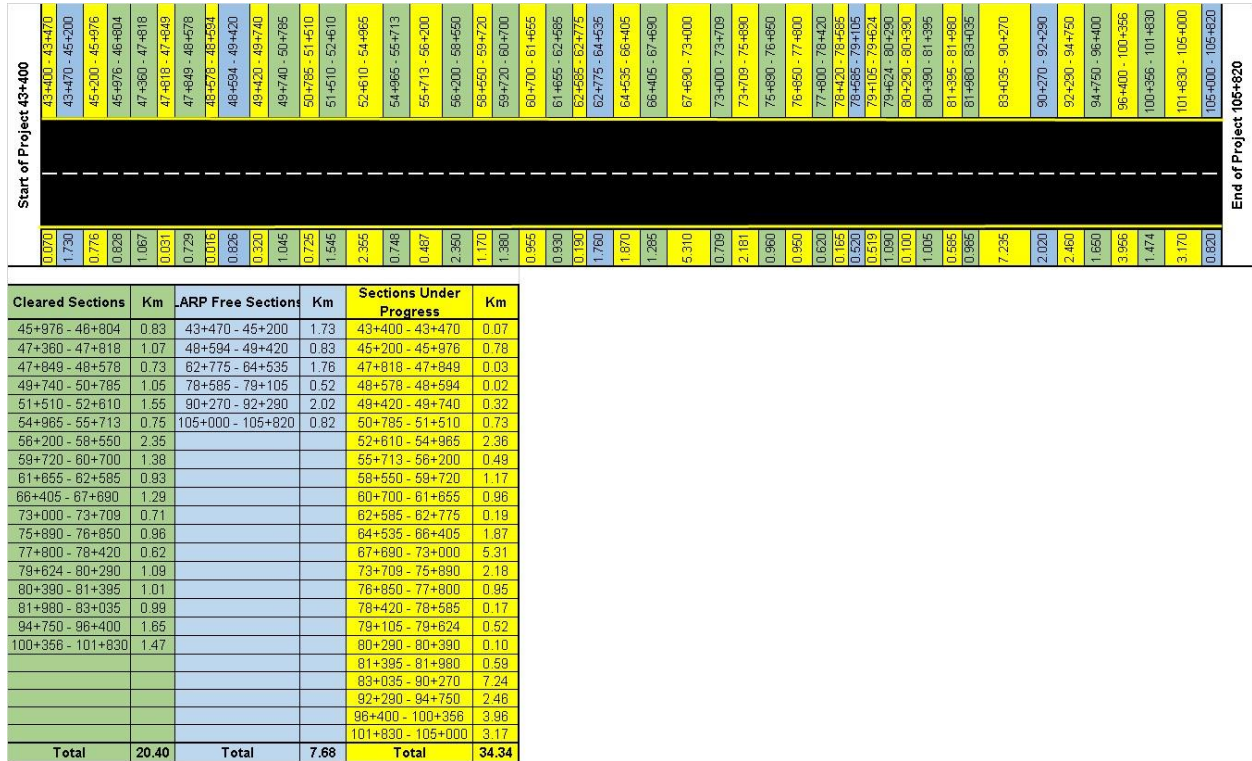 Start of Project 43+400
43+400 - 43+470
43+470 - 45+200
45+200 - 45+976
45+976 - 46+804
47+360 - 47+818
47+818 - 47+849
47+849 - 48+578
48+578 - 48+594
48+594 - 49+420
49+420 - 49+740
49+740 - 50+785
50+785 - 51+510
51+510 - 52+610
52+610 - 54+965
54+965 - 55+713
55+713 - 56+200
56+200 - 58+550
58+550 - 59+720
59+720 - 60+700
60+700 - 61+655
61+655 - 62+585
62+585 - 62+775
62+775 - 64+535
64+535 - 66+405
66+405 - 67+690
67+690 - 73+000
73+000 - 73+709
73+709 - 75+890
75+890 - 76+850
76+850 - 77+800
77+800 - 78+420
78+420 - 78+585
78+585 - 79+105
79+105 - 79+624
79+624 - 80+290
80+290 - 80+390
80+390 - 81+395
81+395 - 81+980
81+980 - 83+035
83+035 - 90+270
90+270 - 92+290
92+290 - 94+750
94+750 - 96+400
96+400 - 100+356
100+356 - 101+830
101+830 - 105+000
105+000 - 105+820
End of Project 105+820
0.070
1.730
0.776
0.828
1.067
0.031
0.729
0.016
0.826
0.320
1.045
0.725
1.545
2.355
0.748
0.487
2.350
1.170
1.380
0.955
0.930
0.190
1.760
1.870
1.285
5.310
0.709
2.181
0.960
0.950
0.620
0.165
0.520
0.519
1.090
0.100
1.005
0.585
0.985
7.235
2.020
2.460
1.650
3.956
1.474
3.170
0.820
Cleared Sections Km LARP Free Sections Km Sections Under Progress Km
45+976 - 46+804 0.83 43+470 - 45+200 1.73 43+400 - 43+470 0.07
47+360 - 47+818 1.07 48+594 - 49+420 0.83 45+200 - 45+976 0.78
47+849 - 48+578 0.73 62+775 - 64+535 1.76 47+818 - 47+849 0.03
49+740 - 50+785 1.05 78+585 - 79+105 0.52 48+578 - 48+594 0.02
51+510 - 52+610 1.55 90+270 - 92+290 2.02 49+420 - 49+740 0.32
54+965 - 55+713 0.75 105+000 - 105+820 0.82 50+785 - 51+510 0.73
56+200 - 58+550 2.35 52+610 - 54+965 2.36
59+720 - 60+700 1.38 55+713 - 56+200 0.49
61+655 - 62+585 0.93 58+550 - 59+720 1.17
66+405 - 67+690 1.29 60+700 - 61+655 0.96
73+000 - 73+709 0.71 62+585 - 62+775 0.19
75+890 - 76+850 0.96 64+535 - 66+405 1.87
77+800 - 78+420 0.62 67+690 - 73+000 5.31
79+624 - 80+290 1.09 73+709 - 75+890 2.18
80+390 - 81+395 1.01 76+850 - 77+800 0.95
81+980 - 83+035 0.99 78+420 - 78+585 0.17
94+750 - 96+400 1.65 79+105 - 79+624 0.52
100+356 - 101+830 1.47 80+290 - 80+390 0.10
81+395 - 81+980 0.59
83+035 - 90+270 7.24
92+290 - 94+750 2.46
96+400 - 100+356 3.96
101+830 - 105+000 3.17
Total 20.40 Total 7.68 Total 34.34